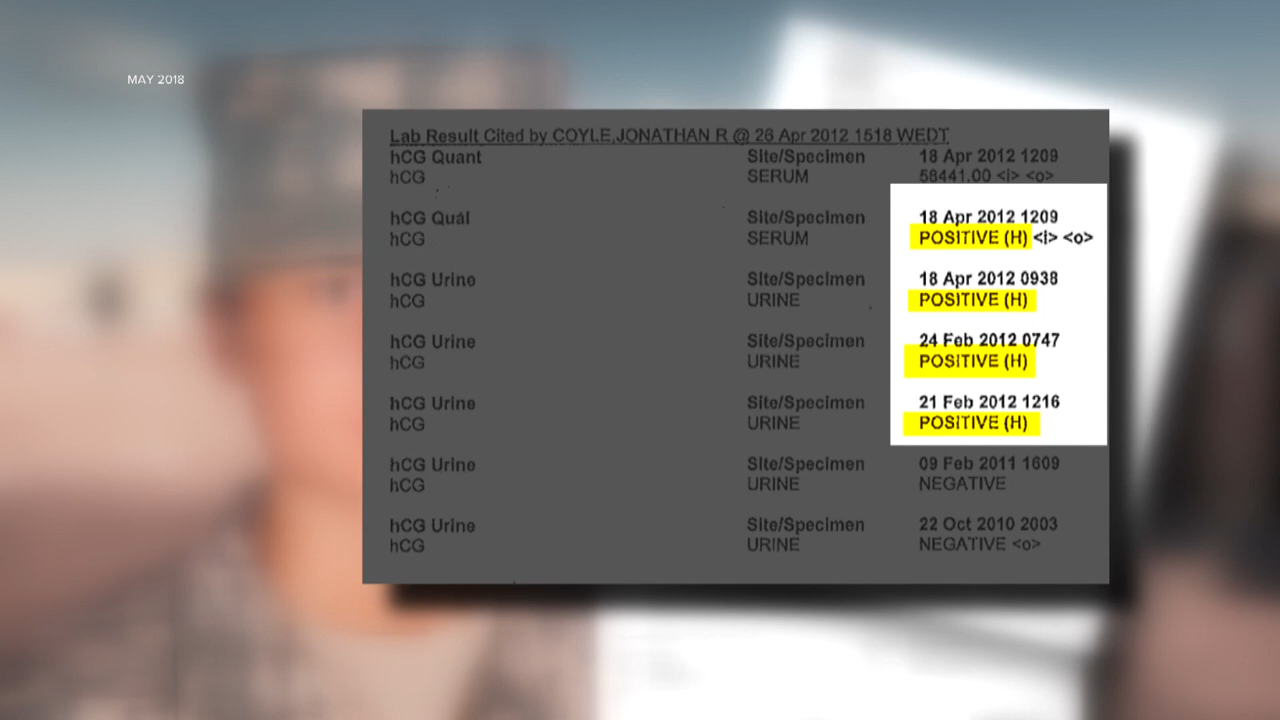 MAY 2018
Lab Result Cited by COYLE,JONATHAN R @ 26 Apr 2012 1518 WEDT
hCG Quant Site/Specimen 18 Apr 2012 1209
hCG SERUM 58441.00 <i> <o>
hCG Qual Site/Specimen 18 Apr 2012 1209
hCG SERUM POSITIVE (H) <i> <o>
hCG Urine Site/Specimen 18 Apr 2012 0938
hCG URINE POSITIVE (H)
hCG Urine Site/Specimen 24 Feb 2012 0747
hCG URINE POSITIVE (H)
hCG Urine Site/Specimen 21 Feb 2012 1216
hCG URINE POSITIVE (H)
hCG Urine Site/Specimen 09 Feb 2011 1609
hCG URINE NEGATIVE
hCG Urine Site/Specimen 22 Oct 2010 2003
hCG URINE NEGATIVE <o>